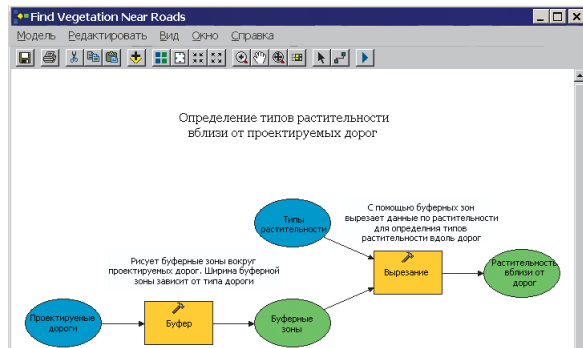 Find Vegetation Near Roads
Модель Редактировать Вид Окно Справка
Определение типов растительности
вблизи от проектируемых дорог
Типы
растительности
С помощью буферных зон
вырезает данные по растительности
для определния типов
растительности вдоль дорог
Вырезание
Растительность
вблизи от
дорог
Рисует буферные зоны вокруг
проектируемых дорог. Ширина буферной
зоны зависит от типа дороги
Проектируемые
дороги
Буфер
Буферные
зоны